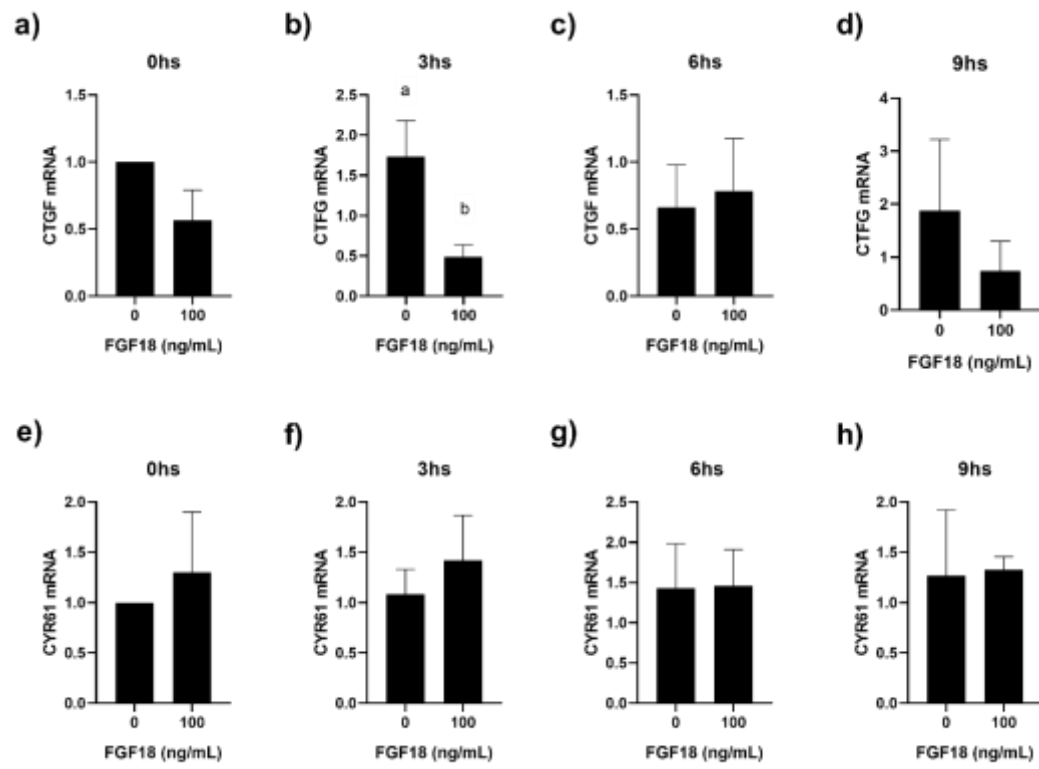 a)
0hs
1.5
1.0
0.5
0.0
CTGF mRNA
0
100
FGF18 (ng/mL)
b)
3hs
2.5
2.0
1.5
1.0
0.5
0.0
CTFG mRNA
a
b
0
100
FGF18 (ng/mL)
c)
6hs
1.5
1.0
0.5
0.0
CTGF mRNA
0
100
FGF18 (ng/mL)
d)
9hs
4
3
2
1
0
CTFG mRNA
0
100
FGF18 (ng/mL)
e)
0hs
2.0
1.5
1.0
0.5
0.0
CYR61 mRNA
0
100
FGF18 (ng/mL)
f)
3hs
2.0
1.5
1.0
0.5
0.0
CYR61 mRNA
0
100
FGF18 (ng/mL)
g)
6hs
2.5
2.0
1.5
1.0
0.5
0.0
CYR61 mRNA
0
100
FGF18 (ng/mL)
h)
9hs
2.0
1.5
1.0
0.5
0.0
CYR61 mRNA
0
100
FGF18 (ng/mL)